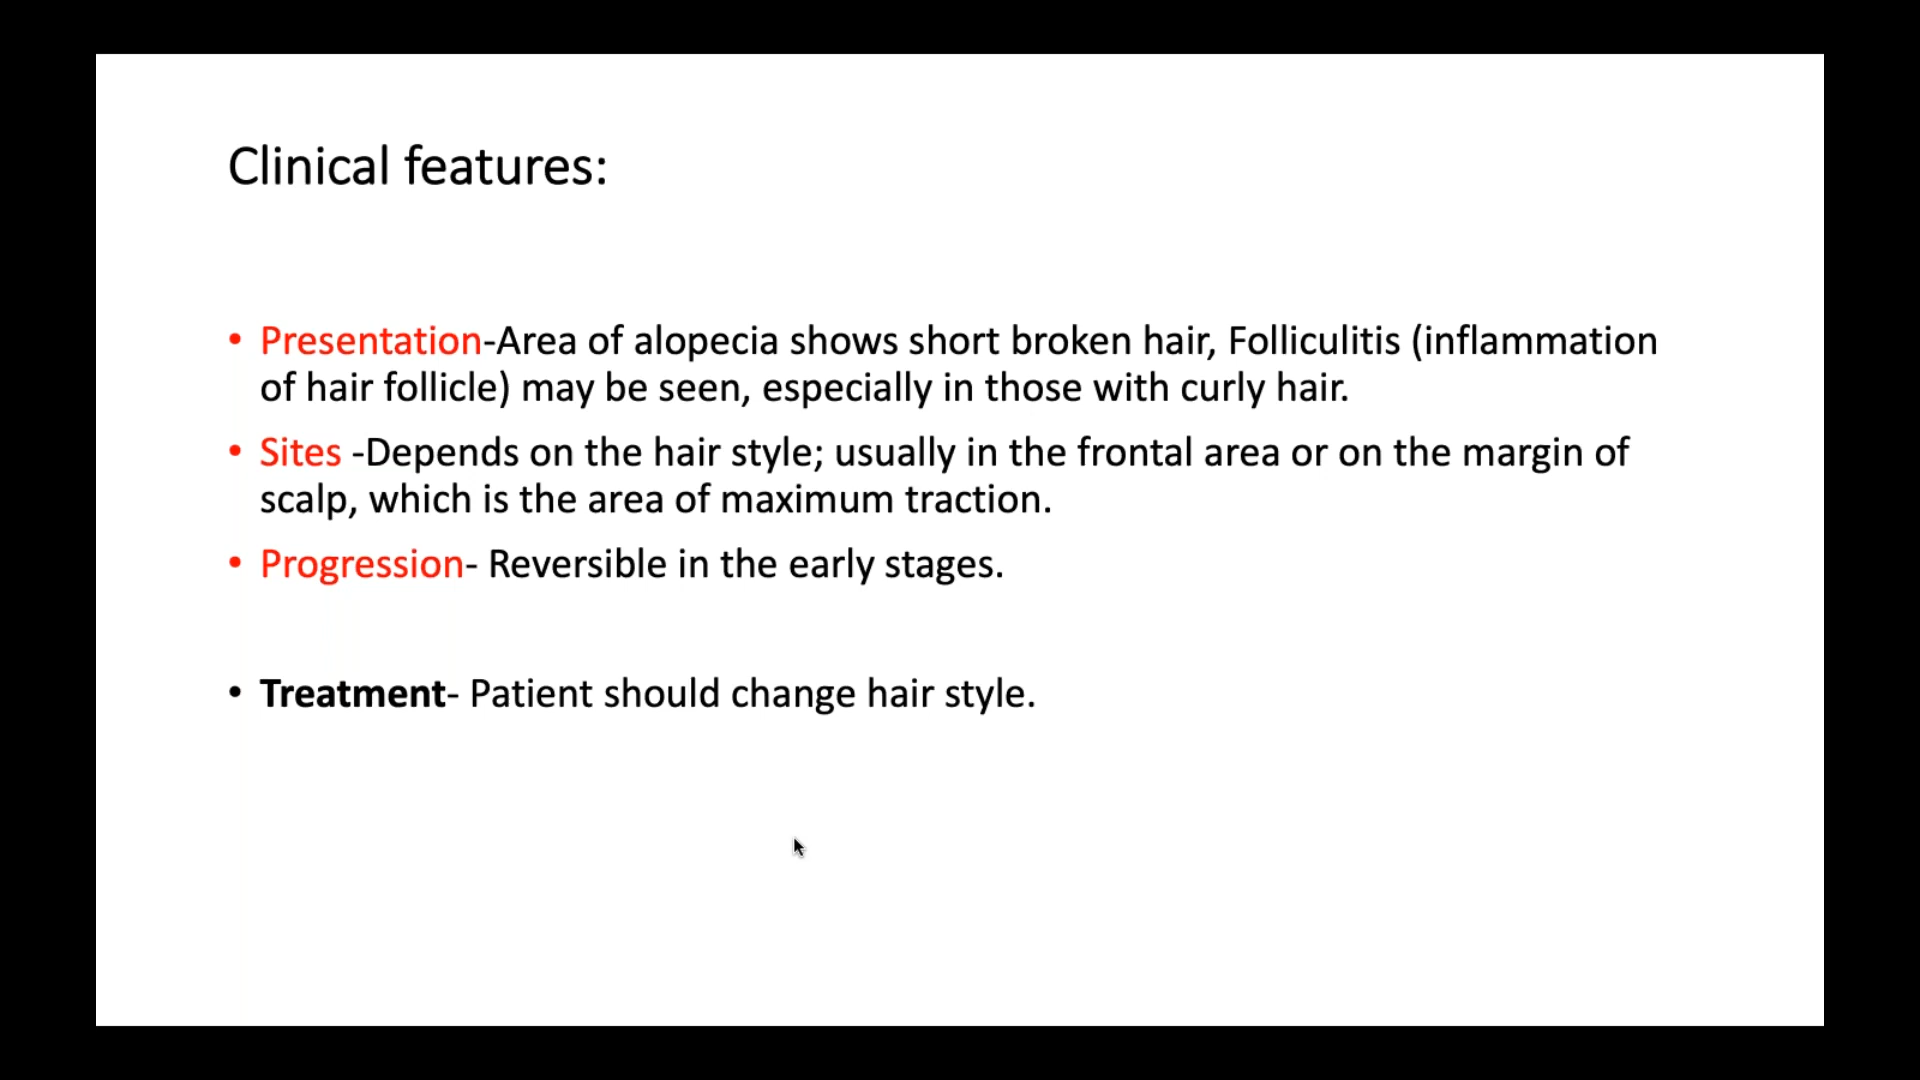 Clinical features:
• Presentation-Area of alopecia shows short broken hair, Folliculitis (inflammation
of hair follicle) may be seen, especially in those with curly hair.
• Sites -Depends on the hair style; usually in the frontal area or on the margin of
scalp, which is the area of maximum traction.
• Progression- Reversible in the early stages.
• Treatment- Patient should change hair style.